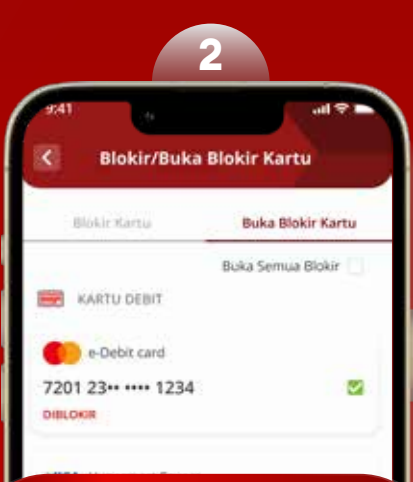 2
9:41
Blokir/Buka Blokir Kartu
Blokir Kartu
Buka Blokir Kartu
Buka Semua Blokir
KARTU DEBIT
e-Debit card
7201 23•• •••• 1234
DIBLOKIR